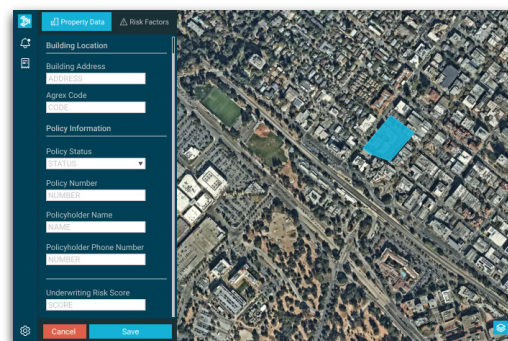 Property Data
Risk Factors
Building Location
Building Address
ADDRESS
Agrex Code
CODE
Policy Information
Policy Status
STATUS
Policy Number
NUMBER
Policyholder Name
NAME
Policyholder Phone Number
NUMBER
Underwriting Risk Score
SCORE
Cancel
Save